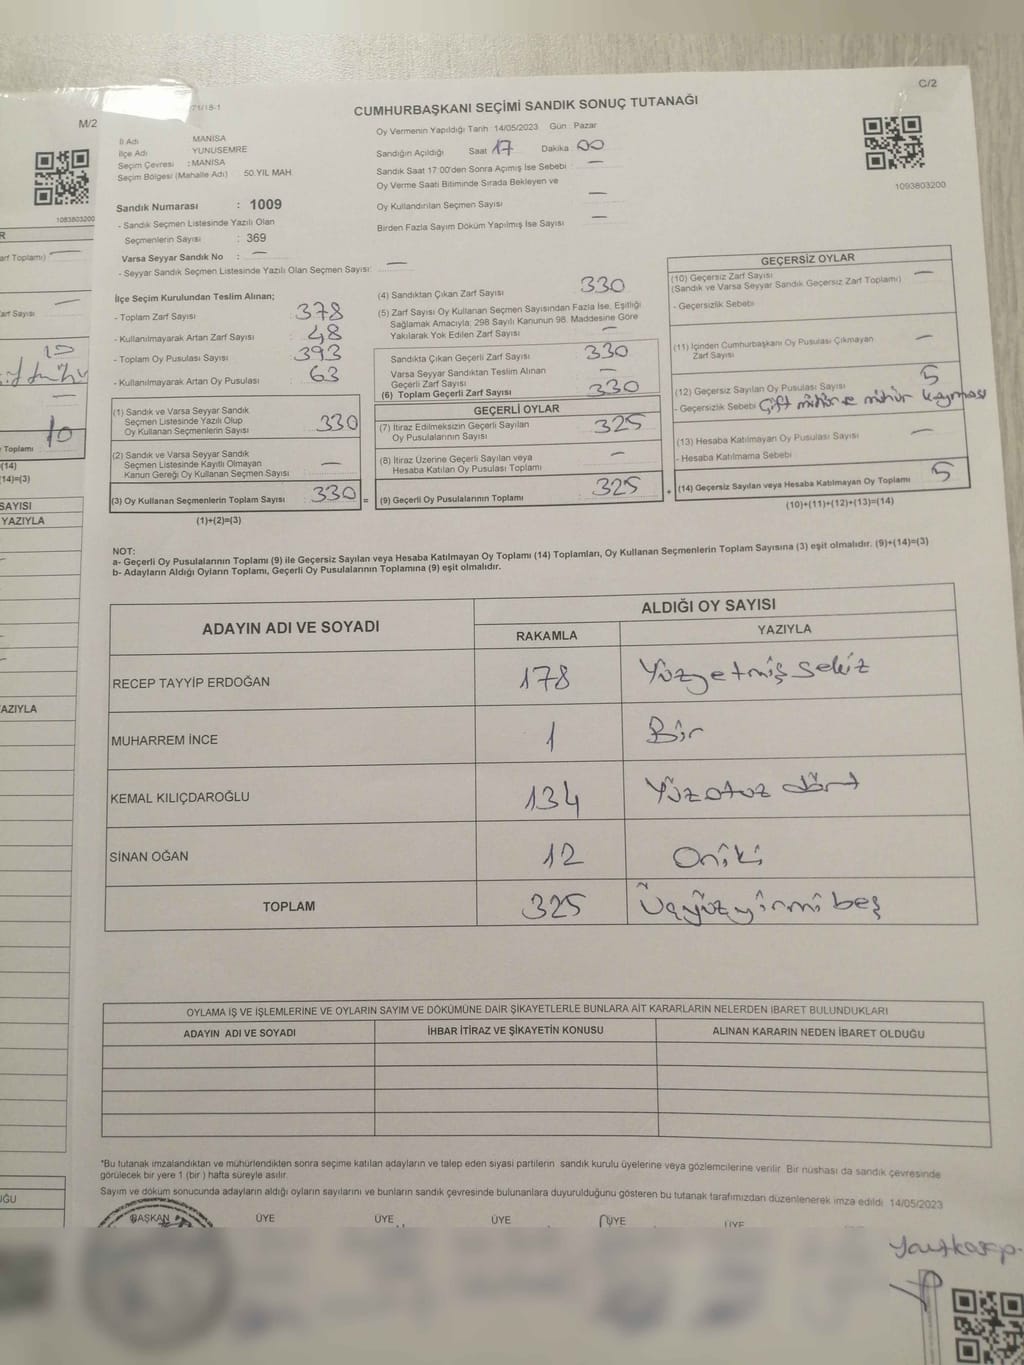 C/2
71/15-1
CUMHURBAŞKANI SEÇİMİ SANDIK SONUÇ TUTANAĞI
M/2
İl Adı MANİSA
İlçe Adı YUNUSEMRE
Seçim Çevresi : MANİSA
Seçim Bölgesi (Mahalle Adı) 50.YIL MAH.
Sandık Numarası : 1009
- Sandık Seçmen Listesinde Yazılı Olan
Seçmenlerin Sayısı : 369
Varsa Seyyar Sandık No : —
- Seyyar Sandık Seçmen Listesinde Yazılı Olan Seçmen Sayısı: —
Oy Vermenin Yapıldığı Tarih 14/05/2023 Gün : Pazar
Sandığın Açıldığı Saat 17 Dakika 00
Sandık Saat 17:00'den Sonra Açımış İse Sebebi —
Oy Verme Saati Bitiminde Sırada Bekleyen ve
Oy Kullandırılan Seçmen Sayısı —
Birden Fazla Sayım Döküm Yapılmış İse Sayısı —
1093803200
1083803200
İlçe Seçim Kurulundan Teslim Alınan;
- Toplam Zarf Sayısı : 378
- Kullanılmayarak Artan Zarf Sayısı : 48
- Toplam Oy Pusulası Sayısı : 393
- Kullanılmayarak Artan Oy Pusulası : 63
(1) Sandık ve Varsa Seyyar Sandık
Seçmen Listesinde Yazılı Olup
Oy Kullanan Seçmenlerin Sayısı 330
(2) Sandık ve Varsa Seyyar Sandık
Seçmen Listesinde Kayıtlı Olmayan
Kanun Gereği Oy Kullanan Seçmen Sayısı —
(3) Oy Kullanan Seçmenlerin Toplam Sayısı 330 =
(1)+(2)=(3)
(4) Sandıktan Çıkan Zarf Sayısı 330
(5) Zarf Sayısı Oy Kullanan Seçmen Sayısından Fazla İse, Eşitliği
Sağlamak Amacıyla; 298 Sayılı Kanunun 98. Maddesine Göre
Yakılarak Yok Edilen Zarf Sayısı —
Sandıkta Çıkan Geçerli Zarf Sayısı 330
Varsa Seyyar Sandıktan Teslim Alınan
Geçerli Zarf Sayısı —
(6) Toplam Geçerli Zarf Sayısı 330
GEÇERLİ OYLAR
(7) İtiraz Edilmeksizin Geçerli Sayılan
Oy Pusulalarının Sayısı 325
(8) İtiraz Üzerine Geçerli Sayılan veya
Hesaba Katılan Oy Pusulası Toplamı —
(9) Geçerli Oy Pusulalarının Toplamı 325 +
GEÇERSİZ OYLAR
(10) Geçersiz Zarf Sayısı —
(Sandık ve Varsa Seyyar Sandık Geçersiz Zarf Toplamı)
- Geçersizlik Sebebi
(11) İçinden Cumhurbaşkanı Oy Pusulası Çıkmayan
Zarf Sayısı —
(12) Geçersiz Sayılan Oy Pusulası Sayısı 5
- Geçersizlik Sebebi Çift mühür ve mühür kayması
(13) Hesaba Katılmayan Oy Pusulası Sayısı —
- Hesaba Katılmama Sebebi
(14) Geçersiz Sayılan veya Hesaba Katılmayan Oy Toplamı 5
(10)+(11)+(12)+(13)=(14)
NOT:
a- Geçerli Oy Pusulalarının Toplamı (9) ile Geçersiz Sayılan veya Hesaba Katılmayan Oy Toplamı (14) Toplamları, Oy Kullanan Seçmenlerin Toplam Sayısına (3) eşit olmalıdır. (9)+(14)=(3)
b- Adayların Aldığı Oyların Toplamı, Geçerli Oy Pusulalarının Toplamına (9) eşit olmalıdır.
ADAYIN ADI VE SOYADI
ALDIĞI OY SAYISI
RAKAMLA YAZIYLA
RECEP TAYYİP ERDOĞAN 178 Yüzyetmiş sekiz
MUHARREM İNCE 1 Bir
KEMAL KILIÇDAROĞLU 134 Yüzotuz dört
SİNAN OĞAN 12 Oniki
TOPLAM 325 Üçyüzyirmi beş
OYLAMA İŞ VE İŞLEMLERİNE VE OYLARIN SAYIM VE DÖKÜMÜNE DAİR ŞİKAYETLERLE BUNLARA AİT KARARLARIN NELERDEN İBARET BULUNDUKLARI
ADAYIN ADI VE SOYADI İHBAR İTİRAZ VE ŞİKAYETİN KONUSU ALINAN KARARIN NEDEN İBARET OLDUĞU
*Bu tutanak imzalandıktan ve mühürlendikten sonra seçime katılan adayların ve talep eden siyasi partilerin sandık kurulu üyelerine veya gözlemcilerine verilir. Bir nüshası da sandık çevresinde
görülecek bir yere 1 (bir ) hafta süreyle asılır.
Sayım ve döküm sonucunda adayların aldığı oyların sayılarını ve bunların sandık çevresinde bulunanlara duyurulduğunu gösteren bu tutanak tarafımızdan düzenlenerek imza edildi 14/05/2023
BAŞKAN ÜYE ÜYE ÜYE ÜYE ÜYE
R
arf Toplamı) —
arf Sayısı
10
—
10
Toplamı
(14)
14)=(3)
SAYISI
YAZIYLA
AZIYLA
ĞU